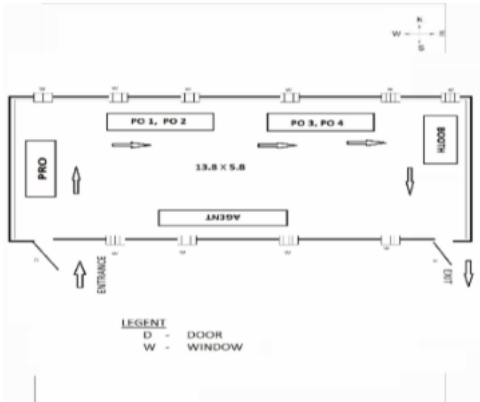 N
W E
S
W W W W W W
PO 1, PO 2
PO 3, PO 4
BOOTH
PRO
13.8 X 5.8
AGENT
W W W W
D
ENTRANCE
EXIT
LEGENT
D - DOOR
W - WINDOW